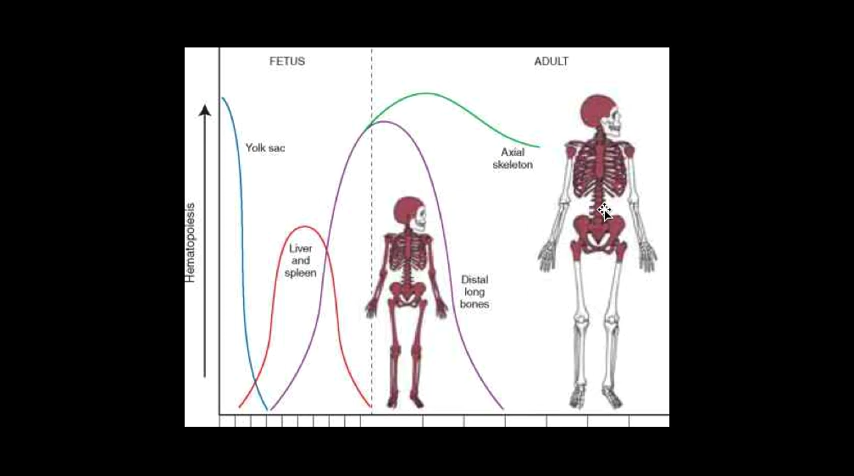 FETUS
ADULT
Yolk sac
Axial
skeleton
Hematopoiesis
Liver
and
spleen
Distal
long
bones